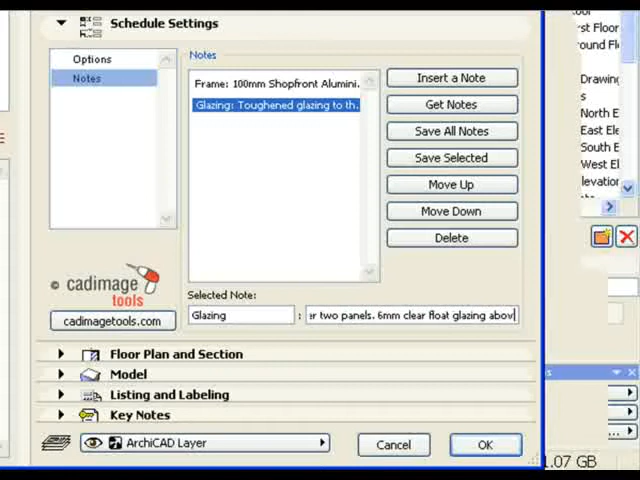 Schedule Settings
Options
Notes
Notes
Frame: 100mm Shopfront Alumini.
Glazing: Toughened glazing to th.
Insert a Note
Get Notes
Save All Notes
Save Selected
Move Up
Move Down
Delete
© cadimage
tools
cadimagetools.com
Selected Note:
Glazing
:
er two panels. 6mm clear float glazing abov
Floor Plan and Section
Model
Listing and Labeling
Key Notes
ArchiCAD Layer
Cancel
OK
rst Floor
ound Fl
Drawing
s
North E
East Ele
South E
West El
levation
s
...
1.07 GB